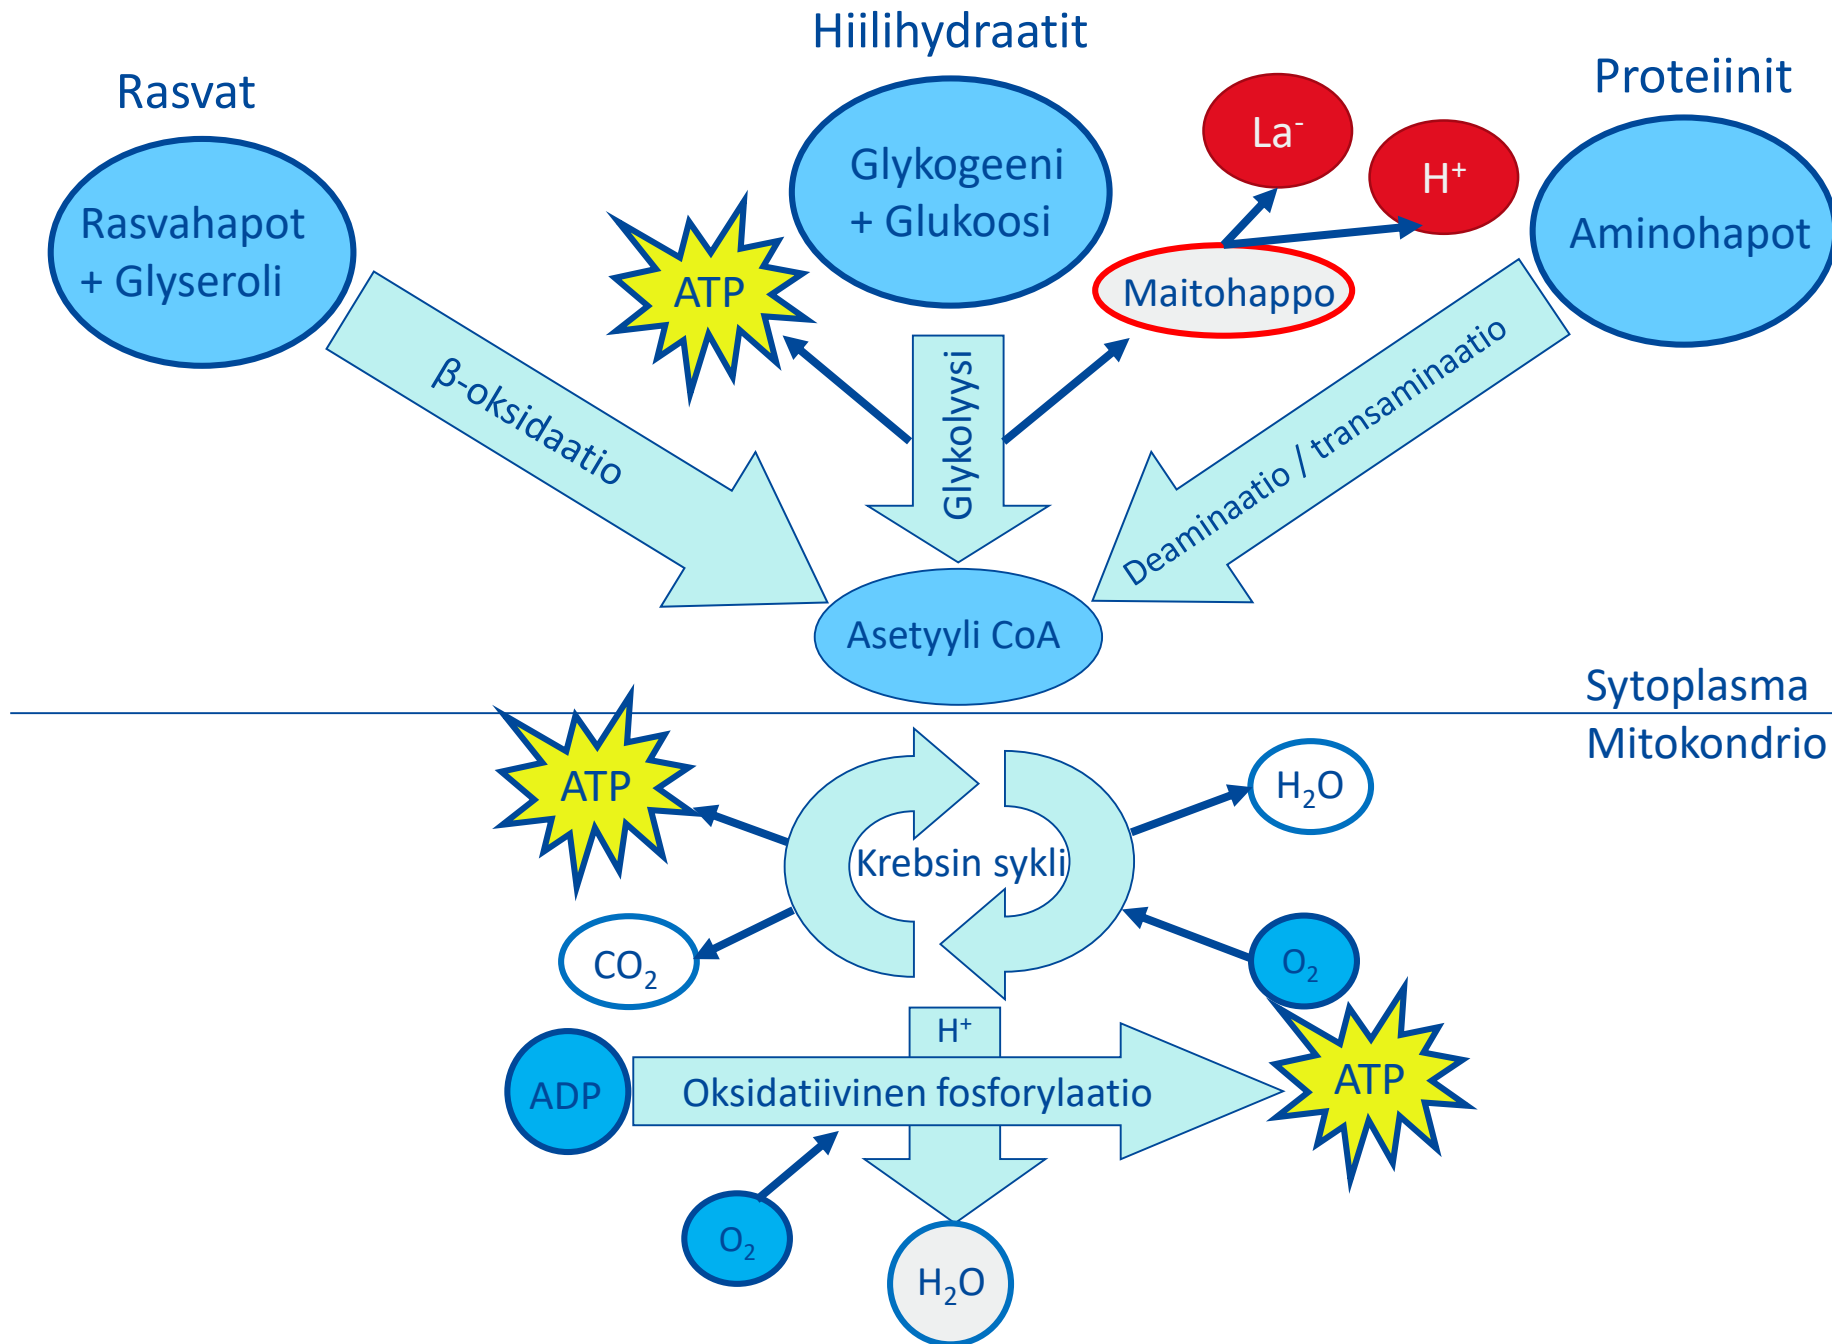 Hiilihydraatit
Rasvat
Proteiinit
Glykogeeni
+ Glukoosi
La⁻
H⁺
Rasvahapot
+ Glyseroli
Aminohapot
ATP
Maitohappo
β-oksidaatio
Glykolyysi
Deaminaatio / transaminaatio
Asetyyli CoA
Sytoplasma
Mitokondrio
ATP
H₂O
Krebsin sykli
CO₂
O₂
H⁺
ADP
Oksidatiivinen fosforylaatio
ATP
O₂
H₂O